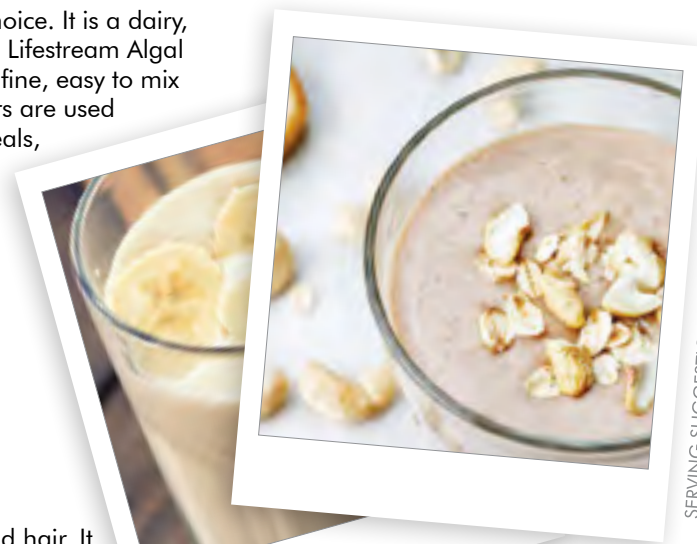 hoice. It is a dairy,
Lifestream Algal
fine, easy to mix
rs are used
eals,
d hair. It
SERVING SUGGESTI